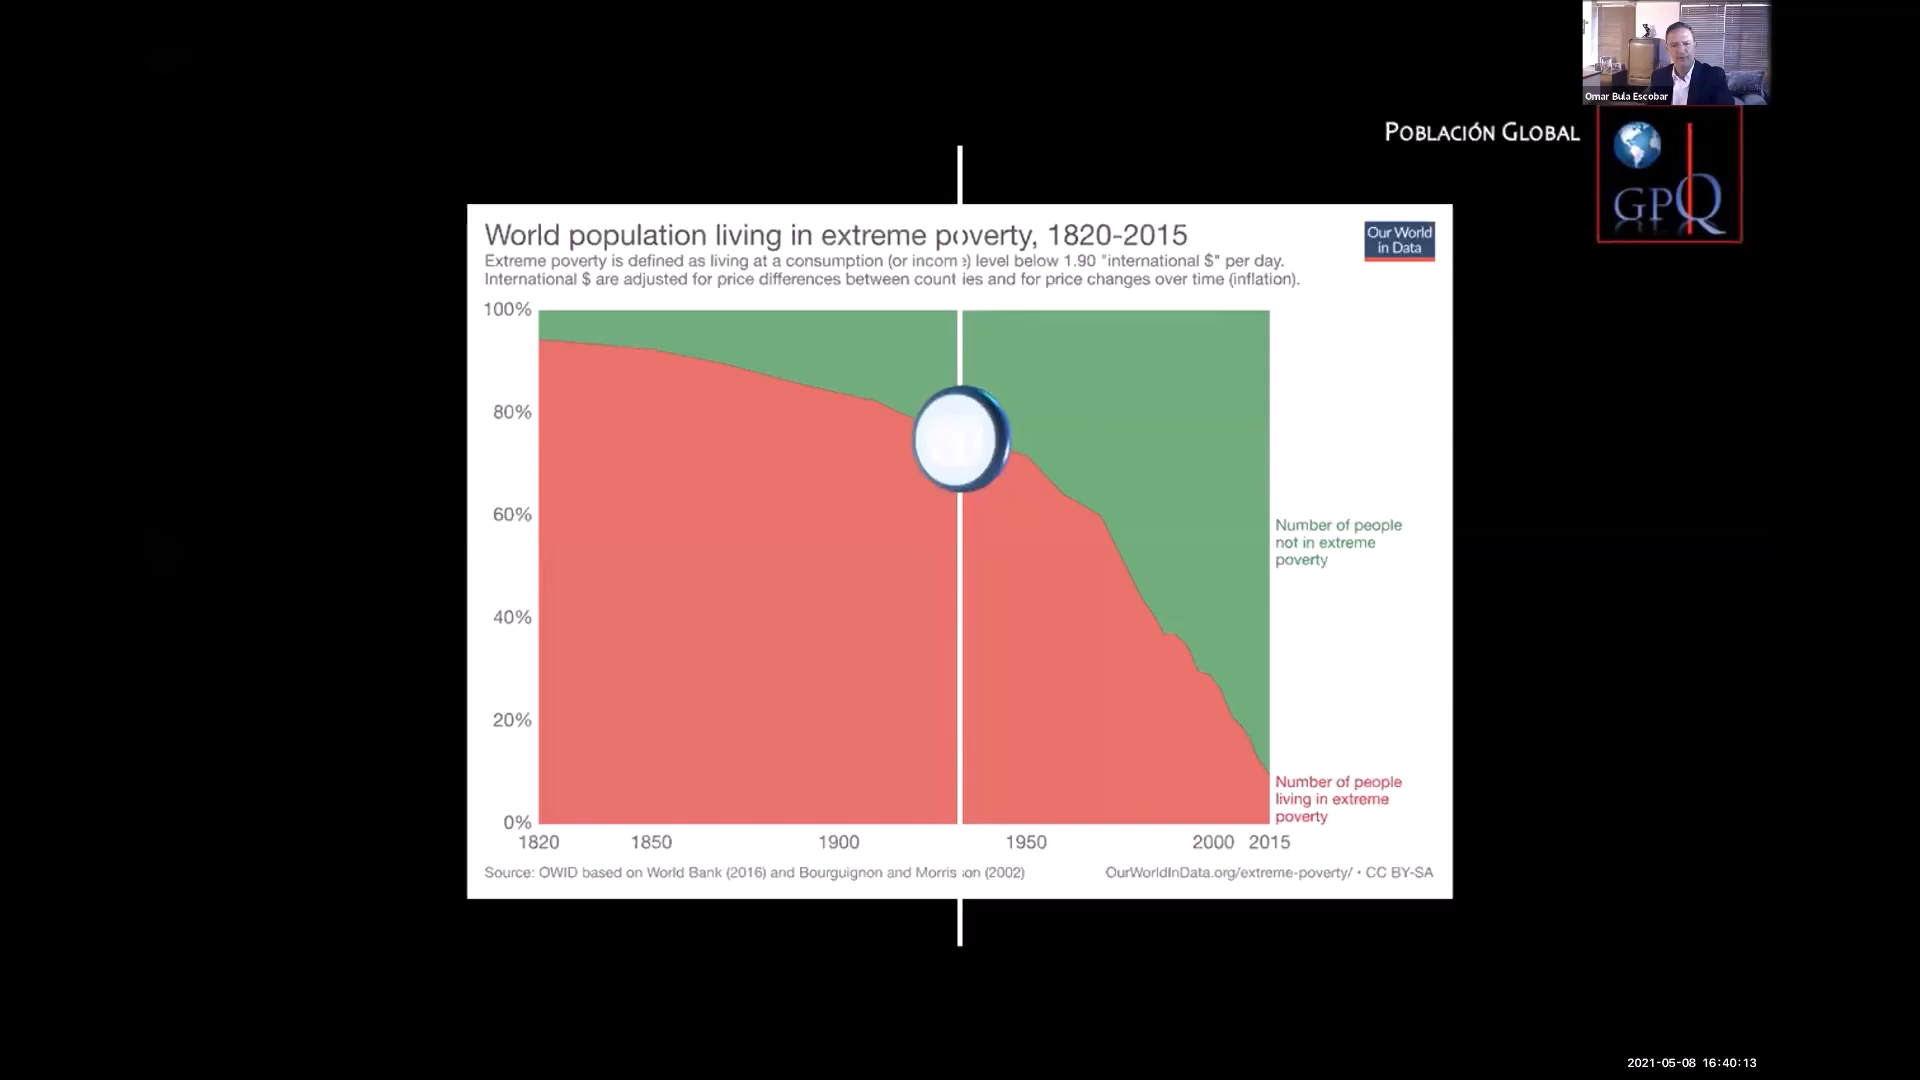 Omar Bula Escobar
Población Global
GPQ
World population living in extreme poverty, 1820-2015
Our World
in Data
Extreme poverty is defined as living at a consumption (or income) level below 1.90 "international $" per day.
International $ are adjusted for price differences between count ies and for price changes over time (inflation).
100%
80%
60%
40%
20%
0%
Number of people
not in extreme
poverty
Number of people
living in extreme
poverty
1820 1850 1900 1950 2000 2015
Source: OWID based on World Bank (2016) and Bourguignon and Morrisson (2002)
OurWorldInData.org/extreme-poverty/ • CC BY-SA
2021-05-08 16:40:13